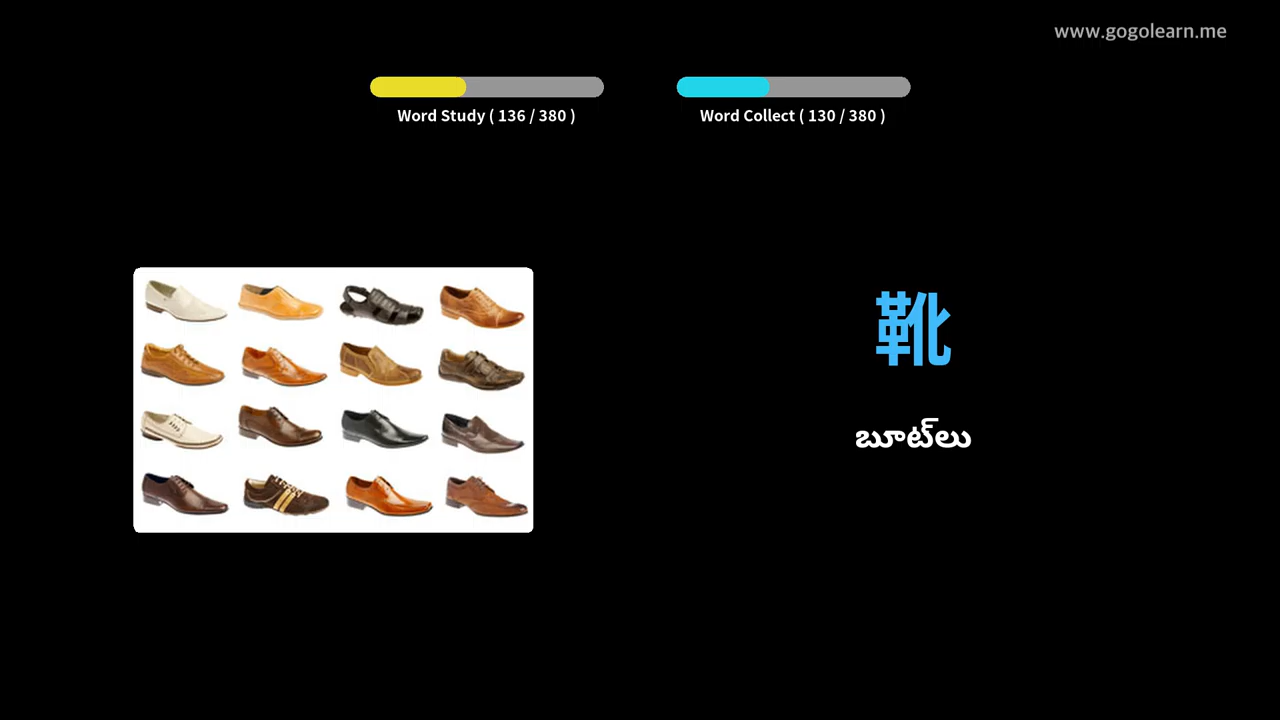 www.gogolearn.me
Word Study ( 136 / 380 )
Word Collect ( 130 / 380 )
靴
బూట్‌లు